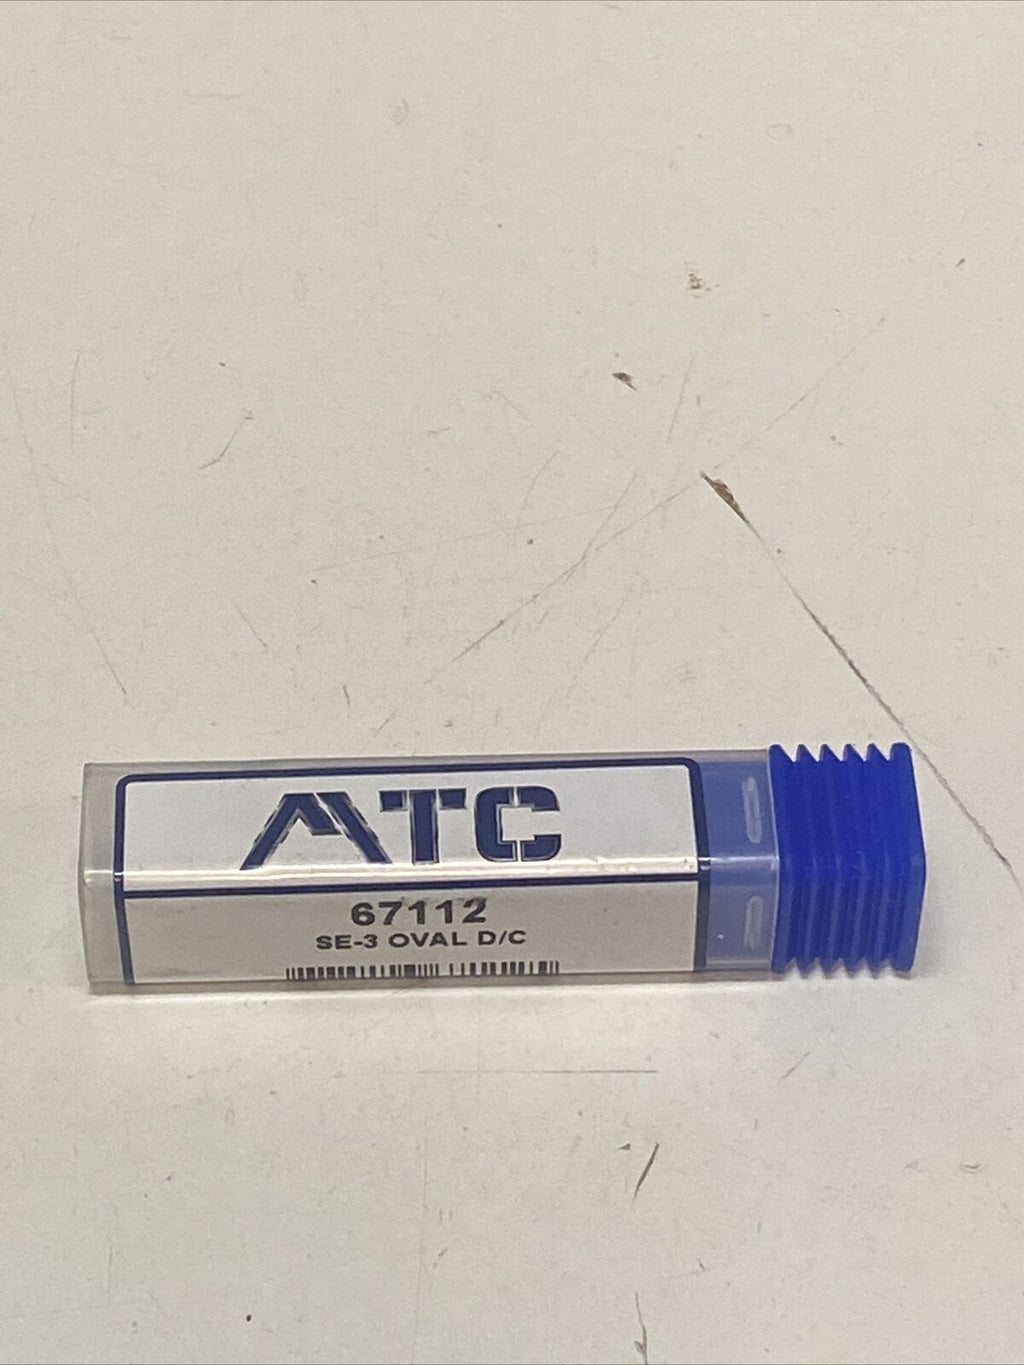 ATC
67112
SE-3 OVAL D/C